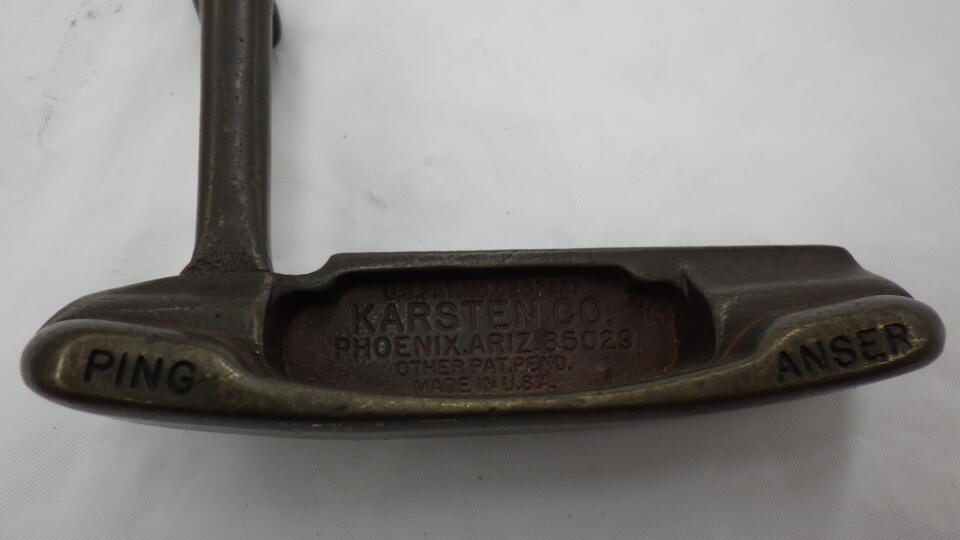 KARSTEN CO.
PHOENIX.ARIZ.85029
OTHER PAT.PEND.
MADE IN U.S.A.
PING
ANSER